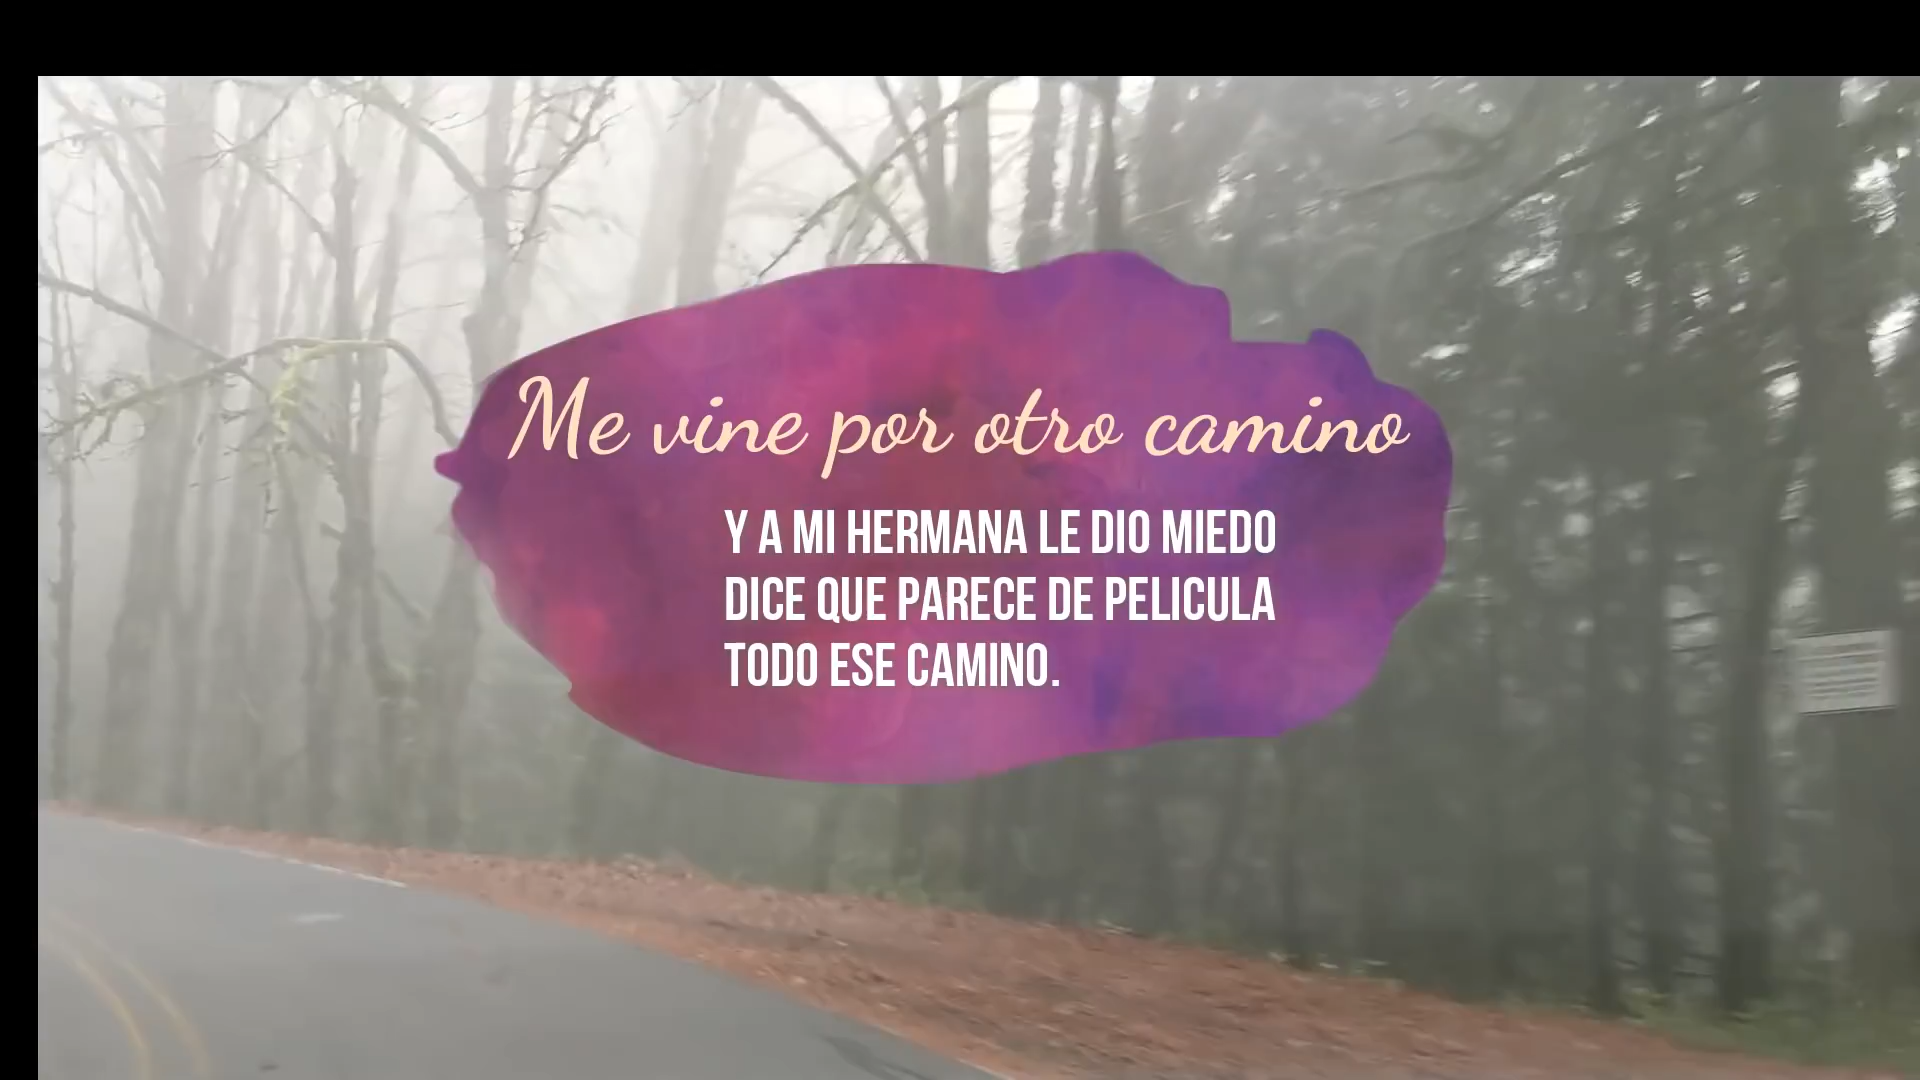 Me vine por otro camino
Y A MI HERMANA LE DIO MIEDO
DICE QUE PARECE DE PELICULA
TODO ESE CAMINO.